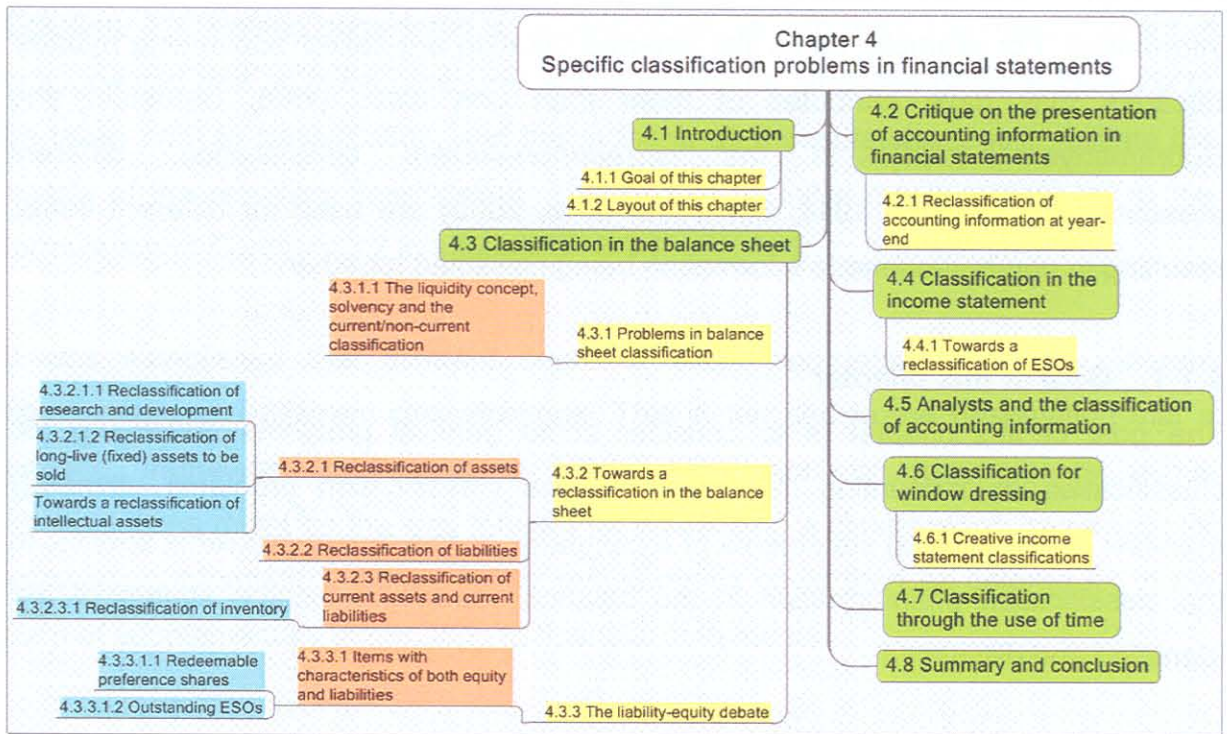 Chapter 4
Specific classification problems in financial statements
4.1 Introduction
4.1.1 Goal of this chapter
4.1.2 Layout of this chapter
4.2 Critique on the presentation
of accounting information in
financial statements
4.2.1 Reclassification of
accounting information at year-
end
4.3 Classification in the balance sheet
4.3.1 Problems in balance
sheet classification
4.3.1.1 The liquidity concept,
solvency and the
current/non-current
classification
4.3.2 Towards a
reclassification in the balance
sheet
4.3.2.1 Reclassification of assets
4.3.2.1.1 Reclassification of
research and development
4.3.2.1.2 Reclassification of
long-live (fixed) assets to be
sold
Towards a reclassification of
intellectual assets
4.3.2.2 Reclassification of liabilities
4.3.2.3 Reclassification of
current assets and current
liabilities
4.3.2.3.1 Reclassification of inventory
4.3.3 The liability-equity debate
4.3.3.1 Items with
characteristics of both equity
and liabilities
4.3.3.1.1 Redeemable
preference shares
4.3.3.1.2 Outstanding ESOs
4.4 Classification in the
income statement
4.4.1 Towards a
reclassification of ESOs
4.5 Analysts and the classification
of accounting information
4.6 Classification for
window dressing
4.6.1 Creative income
statement classifications
4.7 Classification
through the use of time
4.8 Summary and conclusion